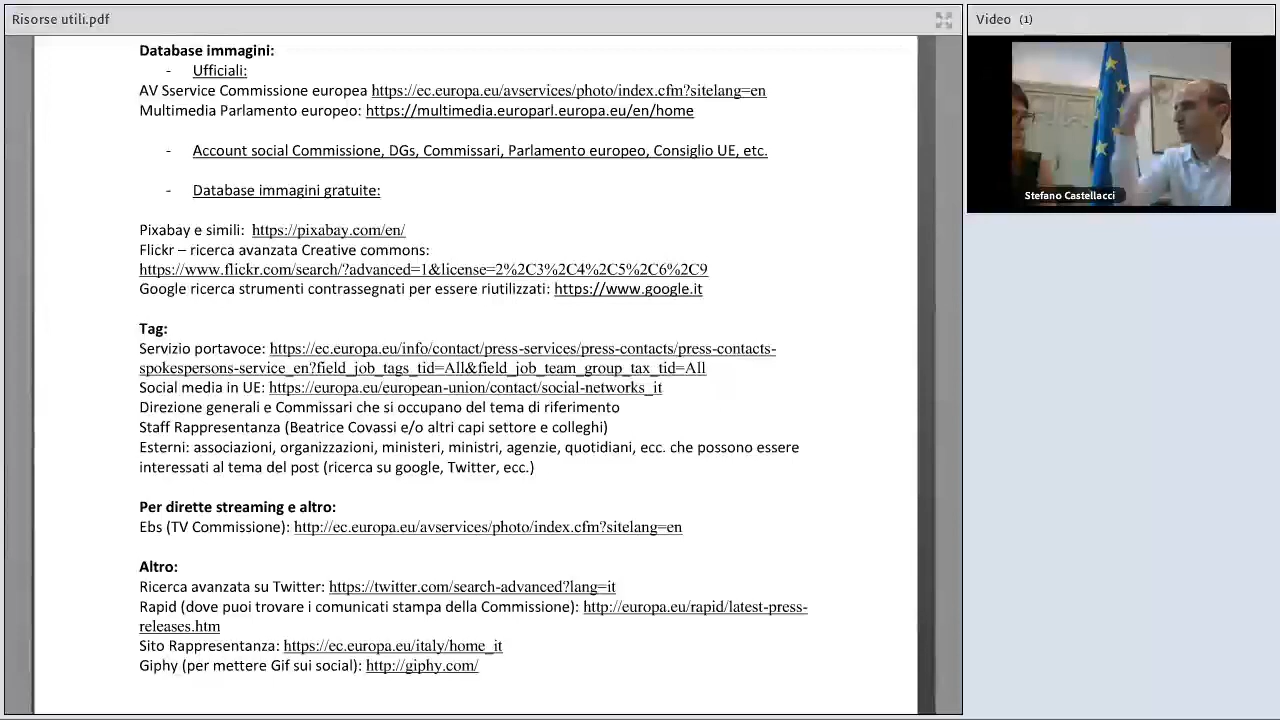 Risorse utili.pdf
Video (1)
Stefano Castellacci
Database immagini:
- Ufficiali:
AV Sservice Commissione europea https://ec.europa.eu/avservices/photo/index.cfm?sitelang=en
Multimedia Parlamento europeo: https://multimedia.europarl.europa.eu/en/home
- Account social Commissione, DGs, Commissari, Parlamento europeo, Consiglio UE, etc.
- Database immagini gratuite:
Pixabay e simili: https://pixabay.com/en/
Flickr – ricerca avanzata Creative commons:
https://www.flickr.com/search/?advanced=1&license=2%2C3%2C4%2C5%2C6%2C9
Google ricerca strumenti contrassegnati per essere riutilizzati: https://www.google.it
Tag:
Servizio portavoce: https://ec.europa.eu/info/contact/press-services/press-contacts/press-contacts-
spokespersons-service_en?field_job_tags_tid=All&field_job_team_group_tax_tid=All
Social media in UE: https://europa.eu/european-union/contact/social-networks_it
Direzione generali e Commissari che si occupano del tema di riferimento
Staff Rappresentanza (Beatrice Covassi e/o altri capi settore e colleghi)
Esterni: associazioni, organizzazioni, ministeri, ministri, agenzie, quotidiani, ecc. che possono essere
interessati al tema del post (ricerca su google, Twitter, ecc.)
Per dirette streaming e altro:
Ebs (TV Commissione): http://ec.europa.eu/avservices/photo/index.cfm?sitelang=en
Altro:
Ricerca avanzata su Twitter: https://twitter.com/search-advanced?lang=it
Rapid (dove puoi trovare i comunicati stampa della Commissione): http://europa.eu/rapid/latest-press-
releases.htm
Sito Rappresentanza: https://ec.europa.eu/italy/home_it
Giphy (per mettere Gif sui social): http://giphy.com/